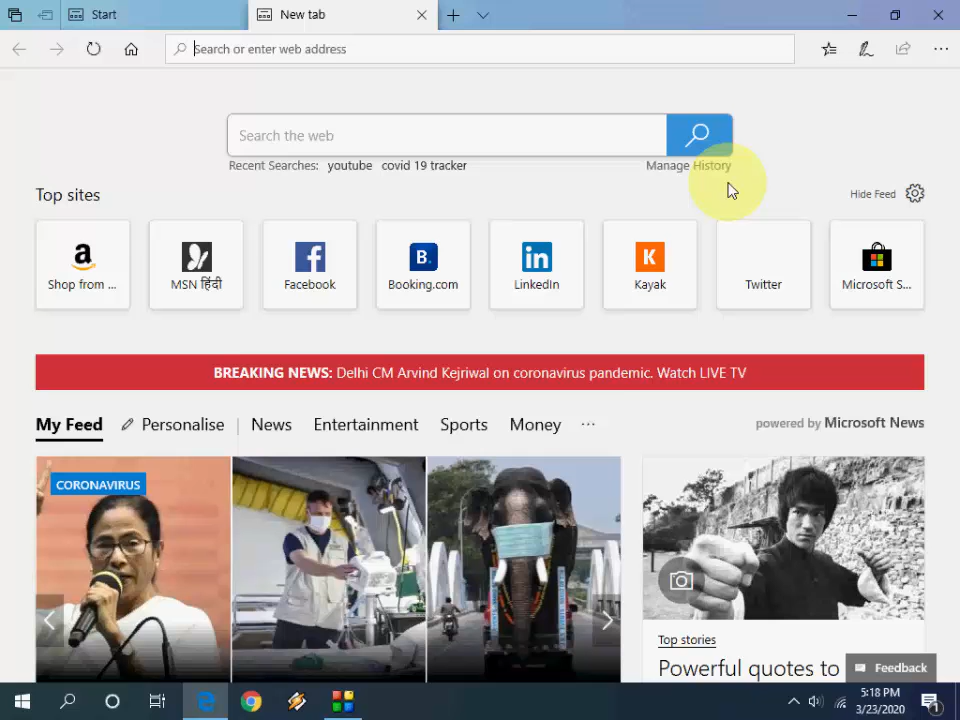 Start
New tab
Search or enter web address
Search the web
Recent Searches: youtube covid 19 tracker
Manage History
Top sites
Hide Feed
a
Shop from ...
MSN हिंदी
f
Facebook
B.
Booking.com
in
LinkedIn
K
Kayak
Twitter
Microsoft S...
BREAKING NEWS: Delhi CM Arvind Kejriwal on coronavirus pandemic. Watch LIVE TV
My Feed
Personalise
News
Entertainment
Sports
Money
...
powered by Microsoft News
CORONAVIRUS
Top stories
Powerful quotes to
Feedback
5:18 PM
3/23/2020
1